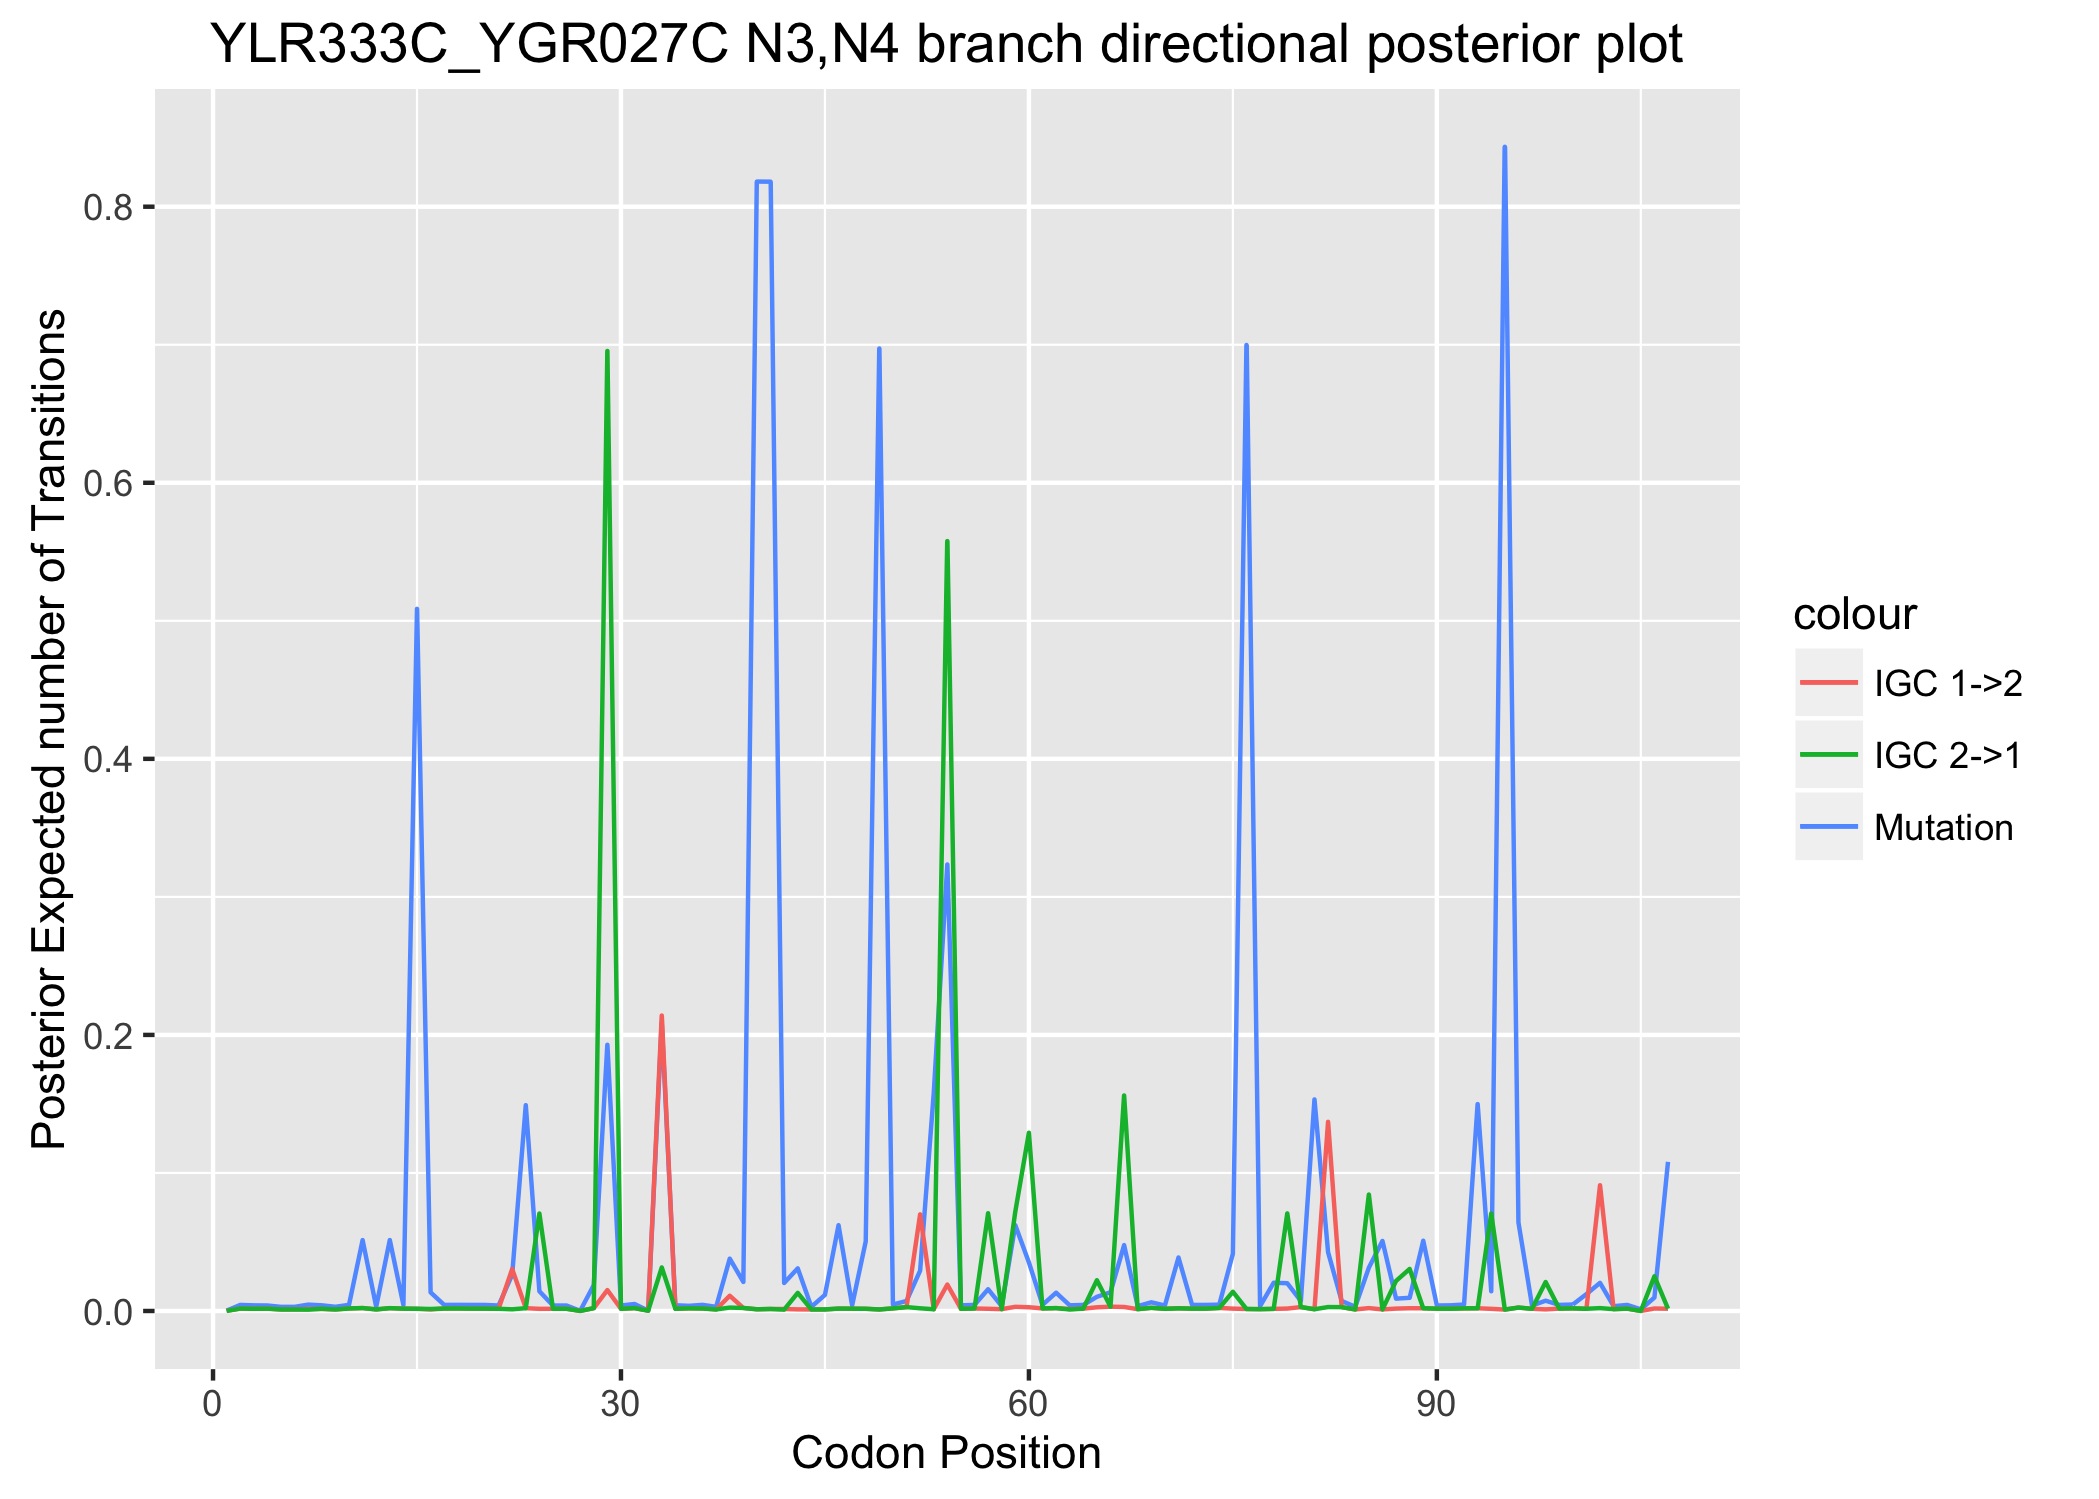 YLR333C_YGR027C N3,N4 branch directional posterior plot
Posterior Expected number of Transitions
0.8
0.6
0.4
0.2
0.0
0
30
60
90
Codon Position
colour
IGC 1->2
IGC 2->1
Mutation